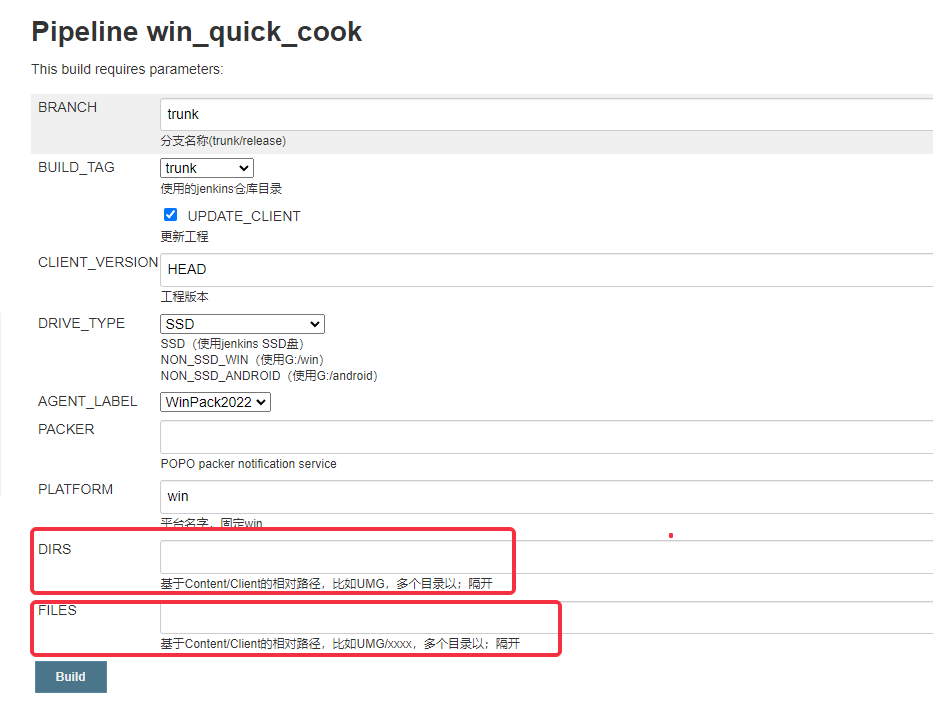 Pipeline win_quick_cook
This build requires parameters:
BRANCH
trunk
分支名称(trunk/release)
BUILD_TAG
trunk
使用的jenkins仓库目录
UPDATE_CLIENT
更新工程
CLIENT_VERSION
HEAD
工程版本
DRIVE_TYPE
SSD
SSD（使用jenkins SSD盘）
NON_SSD_WIN（使用G:/win）
NON_SSD_ANDROID（使用G:/android）
AGENT_LABEL
WinPack2022
PACKER
POPO packer notification service
PLATFORM
win
平台名字，固定win
DIRS
基于Content/Client的相对路径，比如UMG，多个目录以；隔开
FILES
基于Content/Client的相对路径，比如UMG/xxxx，多个目录以；隔开
Build